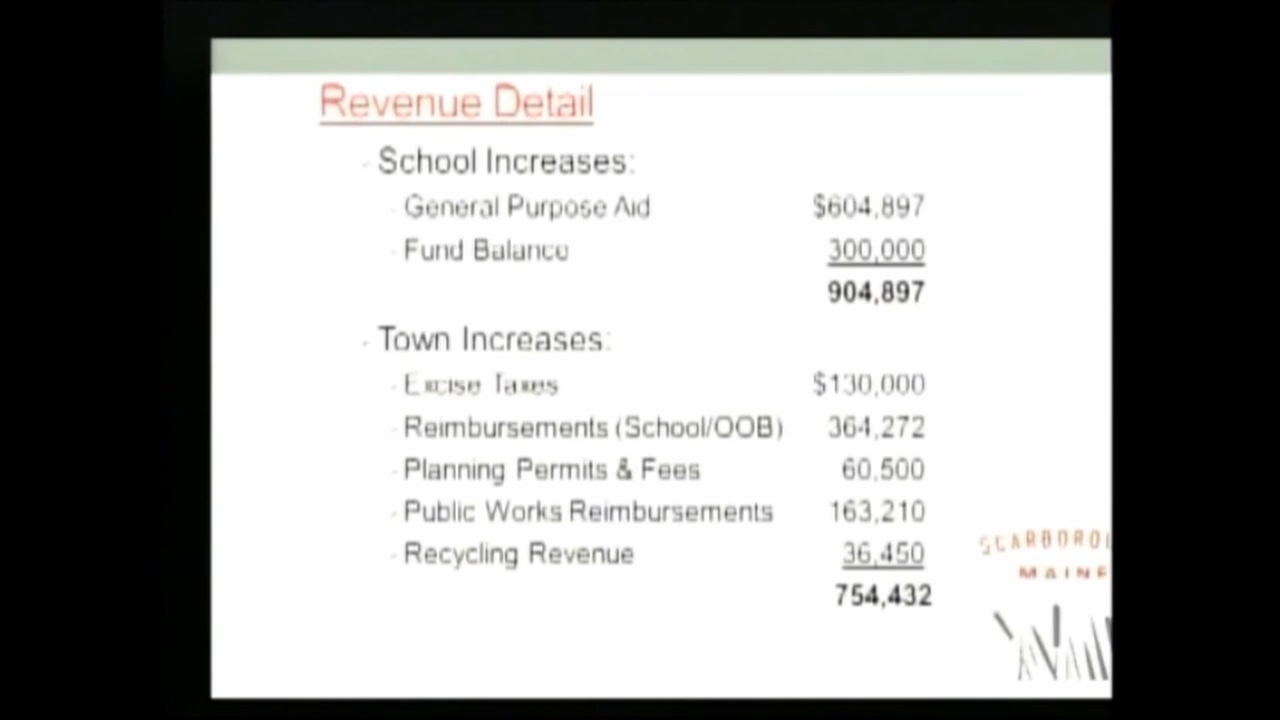 Revenue Detail
- School Increases:
- General Purpose Aid $604,897
- Fund Balance 300,000
904,897
- Town Increases:
- Excise Taxes $130,000
- Reimbursements (School/OOB) 364,272
- Planning Permits & Fees 60,500
- Public Works Reimbursements 163,210
- Recycling Revenue 36,450
754,432
SCARBORO
MAINE